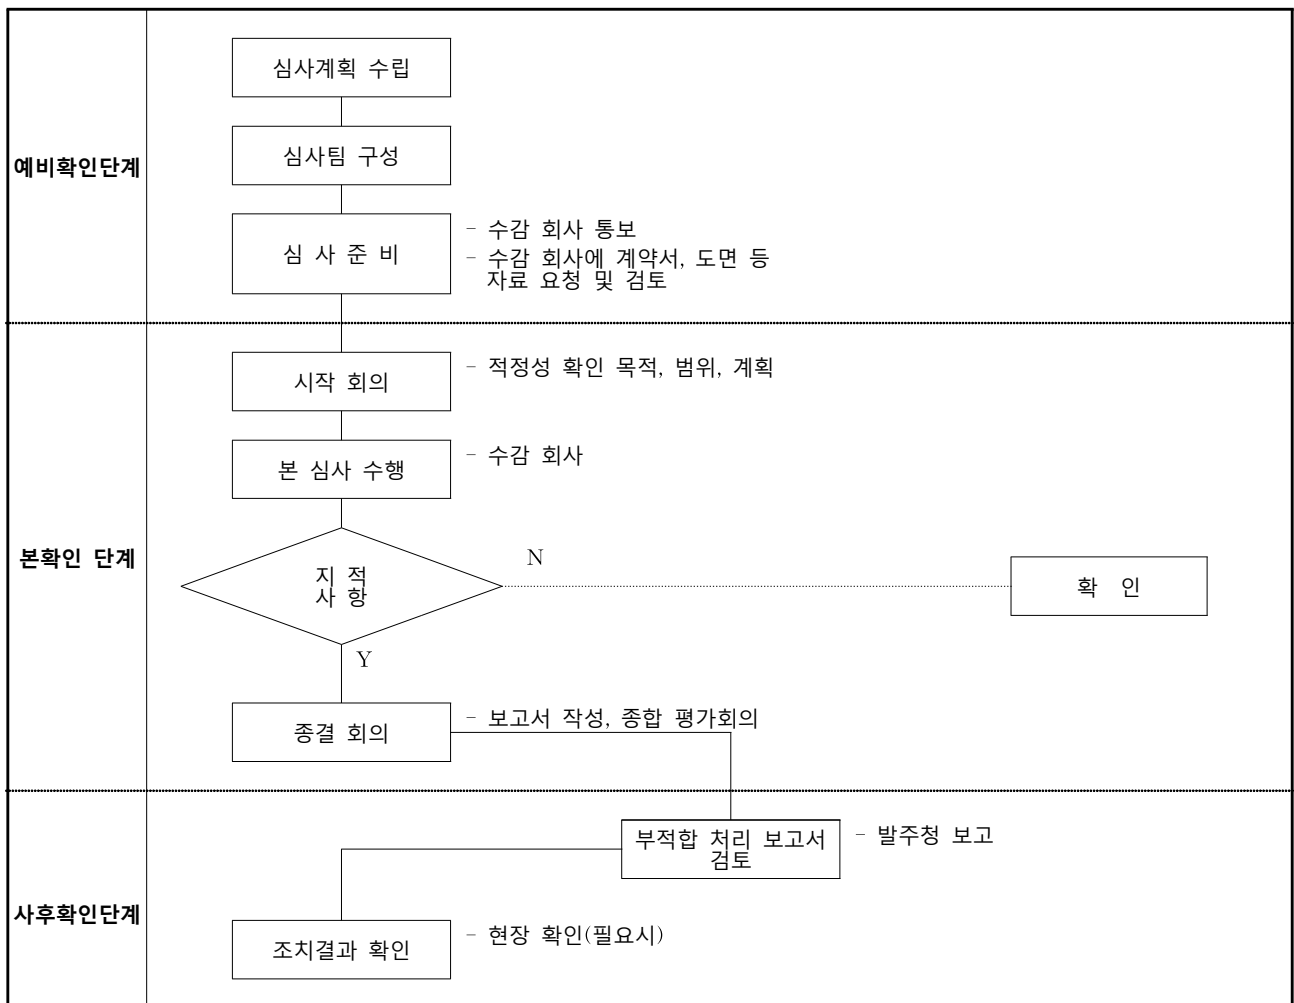 예비확인단계
심사계획 수립
심사팀 구성
심 사 준 비
- 수감 회사 통보
- 수감 회사에 계약서, 도면 등
자료 요청 및 검토
본확인 단계
시작 회의
- 적정성 확인 목적, 범위, 계획
본 심사 수행
- 수감 회사
지 적
사 항
N
확 인
Y
종결 회의
- 보고서 작성, 종합 평가회의
사후확인단계
부적합 처리 보고서
검토
- 발주청 보고
조치결과 확인
- 현장 확인(필요시)